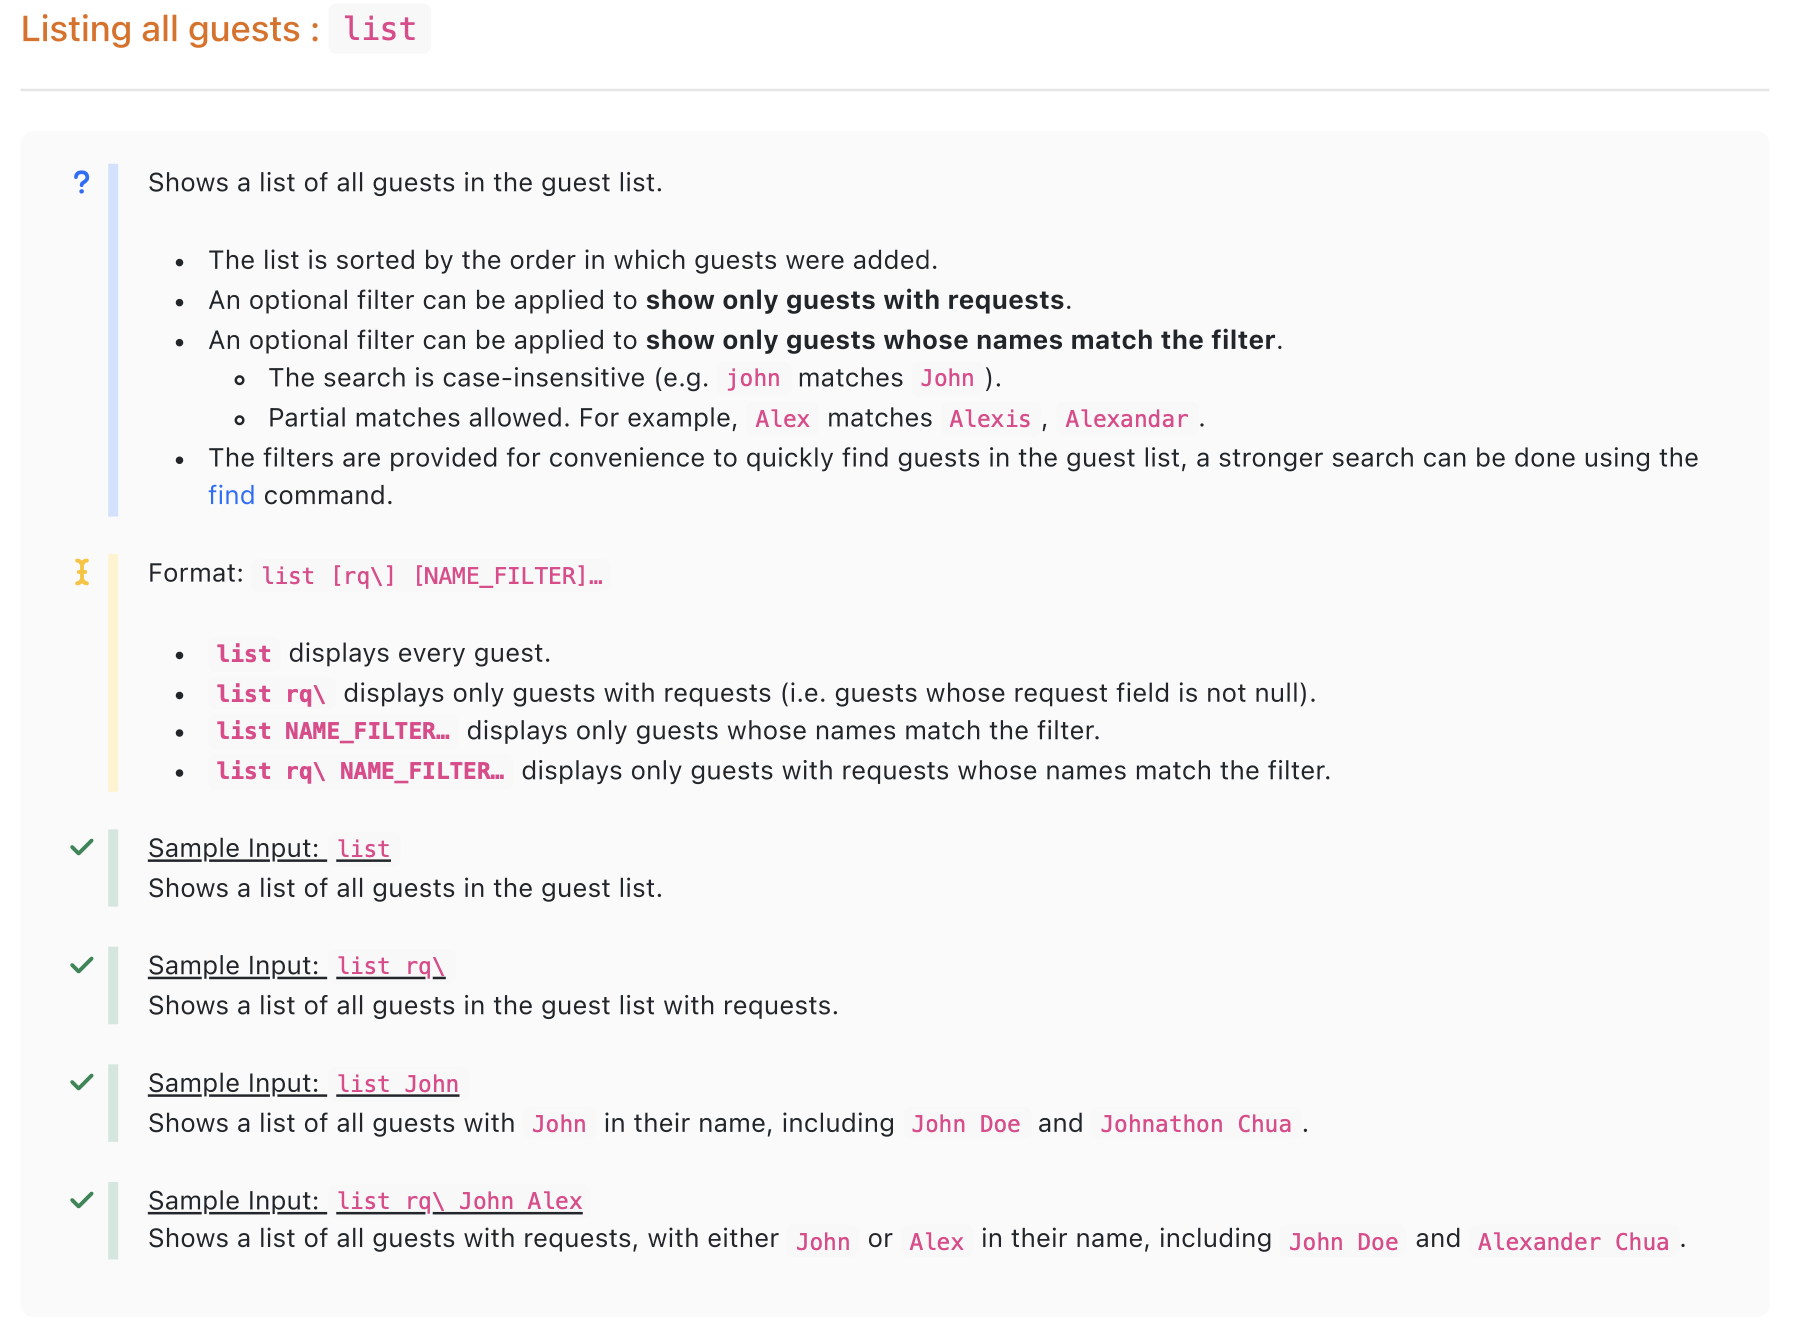 Listing all guests : list
? Shows a list of all guests in the guest list.
• The list is sorted by the order in which guests were added.
• An optional filter can be applied to show only guests with requests.
• An optional filter can be applied to show only guests whose names match the filter.
◦ The search is case-insensitive (e.g. john matches John ).
◦ Partial matches allowed. For example, Alex matches Alexis , Alexandar .
• The filters are provided for convenience to quickly find guests in the guest list, a stronger search can be done using the
find command.
Format: list [rq\] [NAME_FILTER]…
• list displays every guest.
• list rq\ displays only guests with requests (i.e. guests whose request field is not null).
• list NAME_FILTER… displays only guests whose names match the filter.
• list rq\ NAME_FILTER… displays only guests with requests whose names match the filter.
Sample Input: list
Shows a list of all guests in the guest list.
Sample Input: list rq\
Shows a list of all guests in the guest list with requests.
Sample Input: list John
Shows a list of all guests with John in their name, including John Doe and Johnathon Chua .
Sample Input: list rq\ John Alex
Shows a list of all guests with requests, with either John or Alex in their name, including John Doe and Alexander Chua .